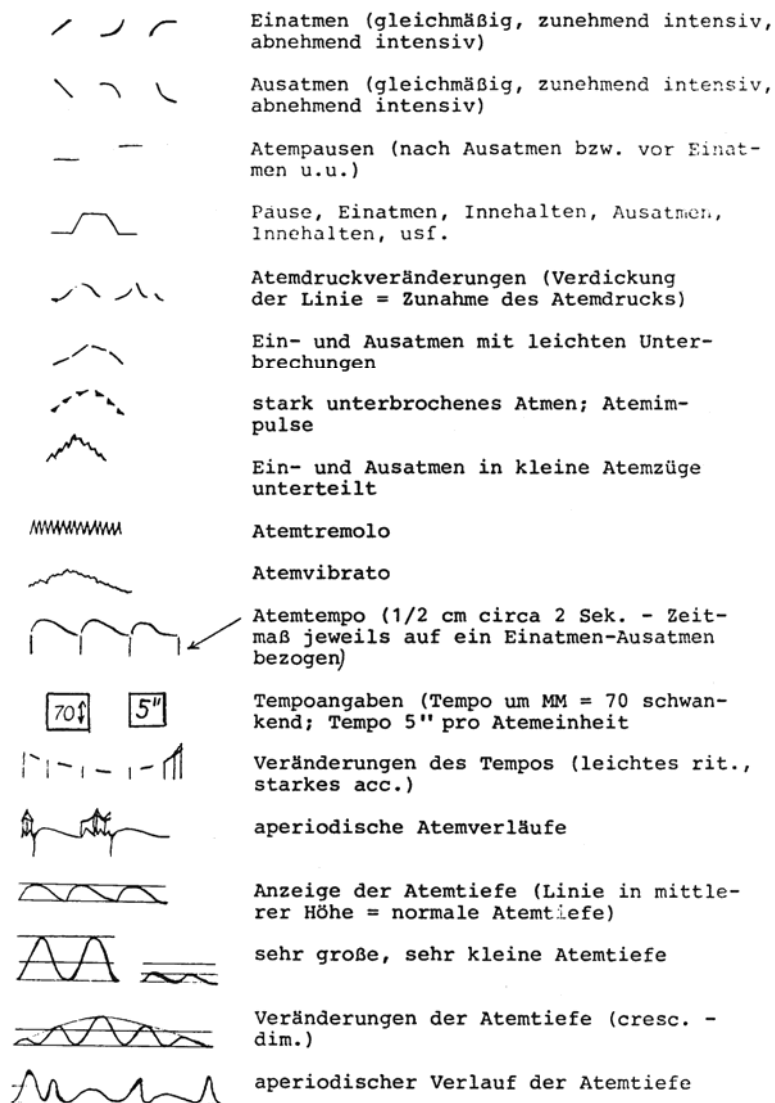 Einatmen (gleichmäßig, zunehmend intensiv,
abnehmend intensiv)
Ausatmen (gleichmäßig, zunehmend intensiv,
abnehmend intensiv)
Atempausen (nach Ausatmen bzw. vor Einat-
men u.u.)
Pause, Einatmen, Innehalten, Ausatmen,
Innehalten, usf.
Atemdruckveränderungen (Verdickung
der Linie = Zunahme des Atemdrucks)
Ein- und Ausatmen mit leichten Unter-
brechungen
stark unterbrochenes Atmen; Atemim-
pulse
Ein- und Ausatmen in kleine Atemzüge
unterteilt
Atemtremolo
Atemvibrato
Atemtempo (1/2 cm circa 2 Sek. - Zeit-
maß jeweils auf ein Einatmen-Ausatmen
bezogen)
70↕ 5"
Tempoangaben (Tempo um MM = 70 schwan-
kend; Tempo 5" pro Atemeinheit
Veränderungen des Tempos (leichtes rit.,
starkes acc.)
aperiodische Atemverläufe
Anzeige der Atemtiefe (Linie in mittle-
rer Höhe = normale Atemtiefe)
sehr große, sehr kleine Atemtiefe
Veränderungen der Atemtiefe (cresc. -
dim.)
aperiodischer Verlauf der Atemtiefe